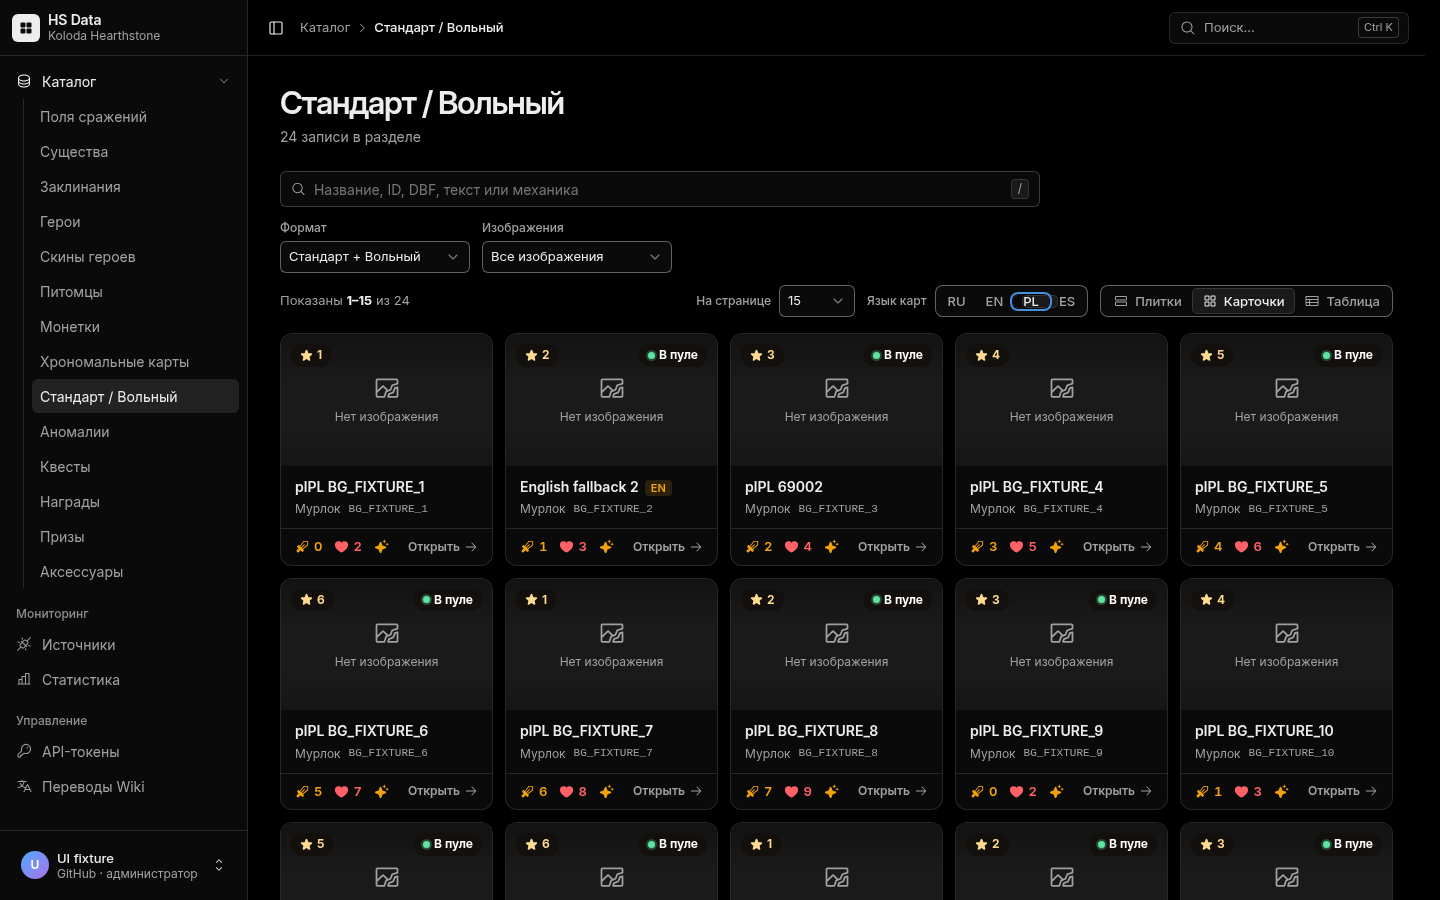 HS Data
Koloda Hearthstone
Каталог
Поля сражений
Существа
Заклинания
Герои
Скины героев
Питомцы
Монетки
Хрономальные карты
Стандарт / Вольный
Аномалии
Квесты
Награды
Призы
Аксессуары
Мониторинг
Источники
Статистика
Управление
API-токены
Переводы Wiki
UI fixture
GitHub · администратор
Каталог > Стандарт / Вольный
Поиск... Ctrl K
Стандарт / Вольный
24 записи в разделе
Название, ID, DBF, текст или механика /
Формат Изображения
Стандарт + Вольный Все изображения
Показаны 1–15 из 24 На странице 15 Язык карт RU EN PL ES Плитки Карточки Таблица
1 2 В пуле 3 В пуле 4 5 В пуле
Нет изображения Нет изображения Нет изображения Нет изображения Нет изображения
plPL BG_FIXTURE_1 English fallback 2 EN plPL 69002 plPL BG_FIXTURE_4 plPL BG_FIXTURE_5
Мурлок BG_FIXTURE_1 Мурлок BG_FIXTURE_2 Мурлок BG_FIXTURE_3 Мурлок BG_FIXTURE_4 Мурлок BG_FIXTURE_5
0 2 Открыть 1 3 Открыть 2 4 Открыть 3 5 Открыть 4 6 Открыть
6 В пуле 1 2 В пуле 3 В пуле 4
Нет изображения Нет изображения Нет изображения Нет изображения Нет изображения
plPL BG_FIXTURE_6 plPL BG_FIXTURE_7 plPL BG_FIXTURE_8 plPL BG_FIXTURE_9 plPL BG_FIXTURE_10
Мурлок BG_FIXTURE_6 Мурлок BG_FIXTURE_7 Мурлок BG_FIXTURE_8 Мурлок BG_FIXTURE_9 Мурлок BG_FIXTURE_10
5 7 Открыть 6 8 Открыть 7 9 Открыть 0 2 Открыть 1 3 Открыть
5 В пуле 6 В пуле 1 2 В пуле 3 В пуле
U